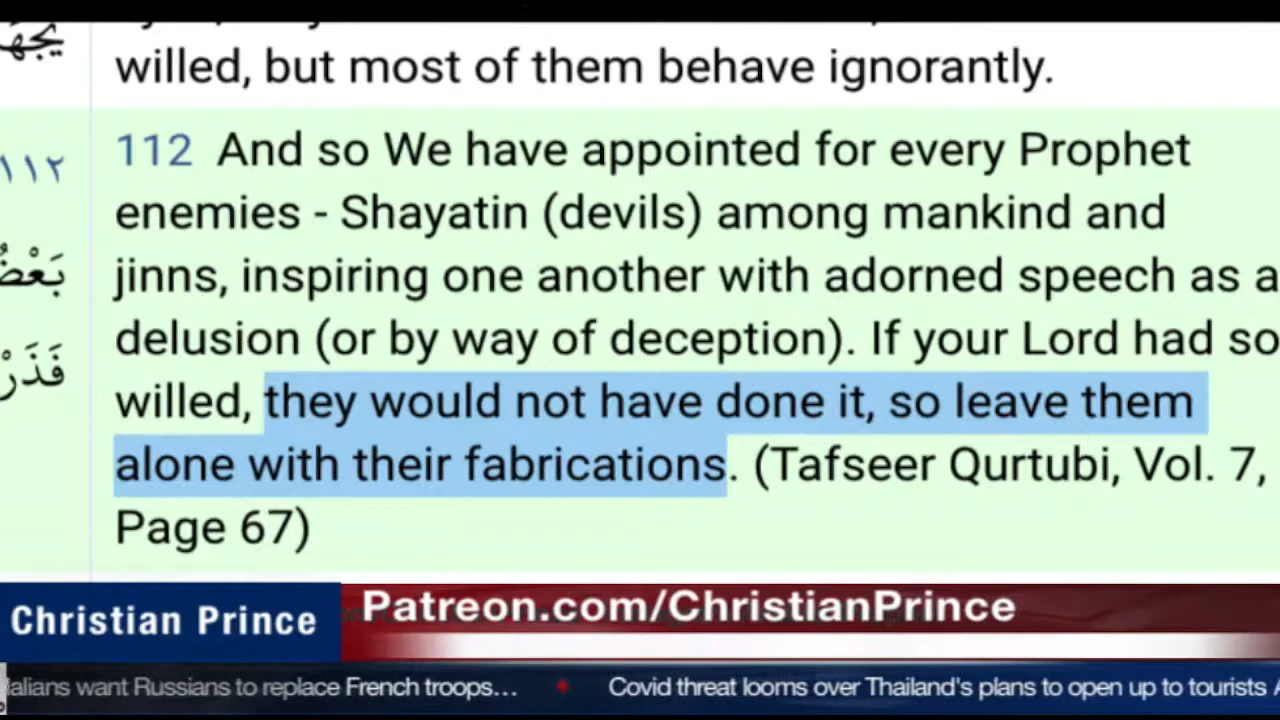 willed, but most of them behave ignorantly.
112 And so We have appointed for every Prophet
enemies - Shayatin (devils) among mankind and
jinns, inspiring one another with adorned speech as a
delusion (or by way of deception). If your Lord had so
willed, they would not have done it, so leave them
alone with their fabrications. (Tafseer Qurtubi, Vol. 7,
Page 67)
١١٢
بَعْضُ
فَذَرْ
Christian Prince
Patreon.com/ChristianPrince
alians want Russians to replace French troops... Covid threat looms over Thailand's plans to open up to tourists